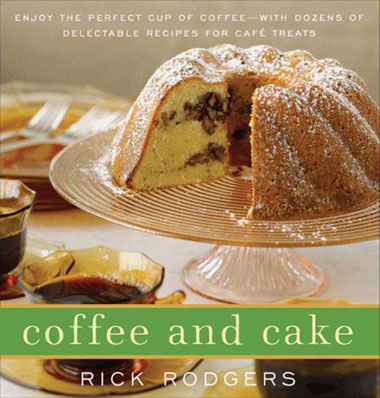 ENJOY THE PERFECT CUP OF COFFEE—WITH DOZENS OF
DELECTABLE RECIPES FOR CAFÉ TREATS
coffee and cake
RICK RODGERS